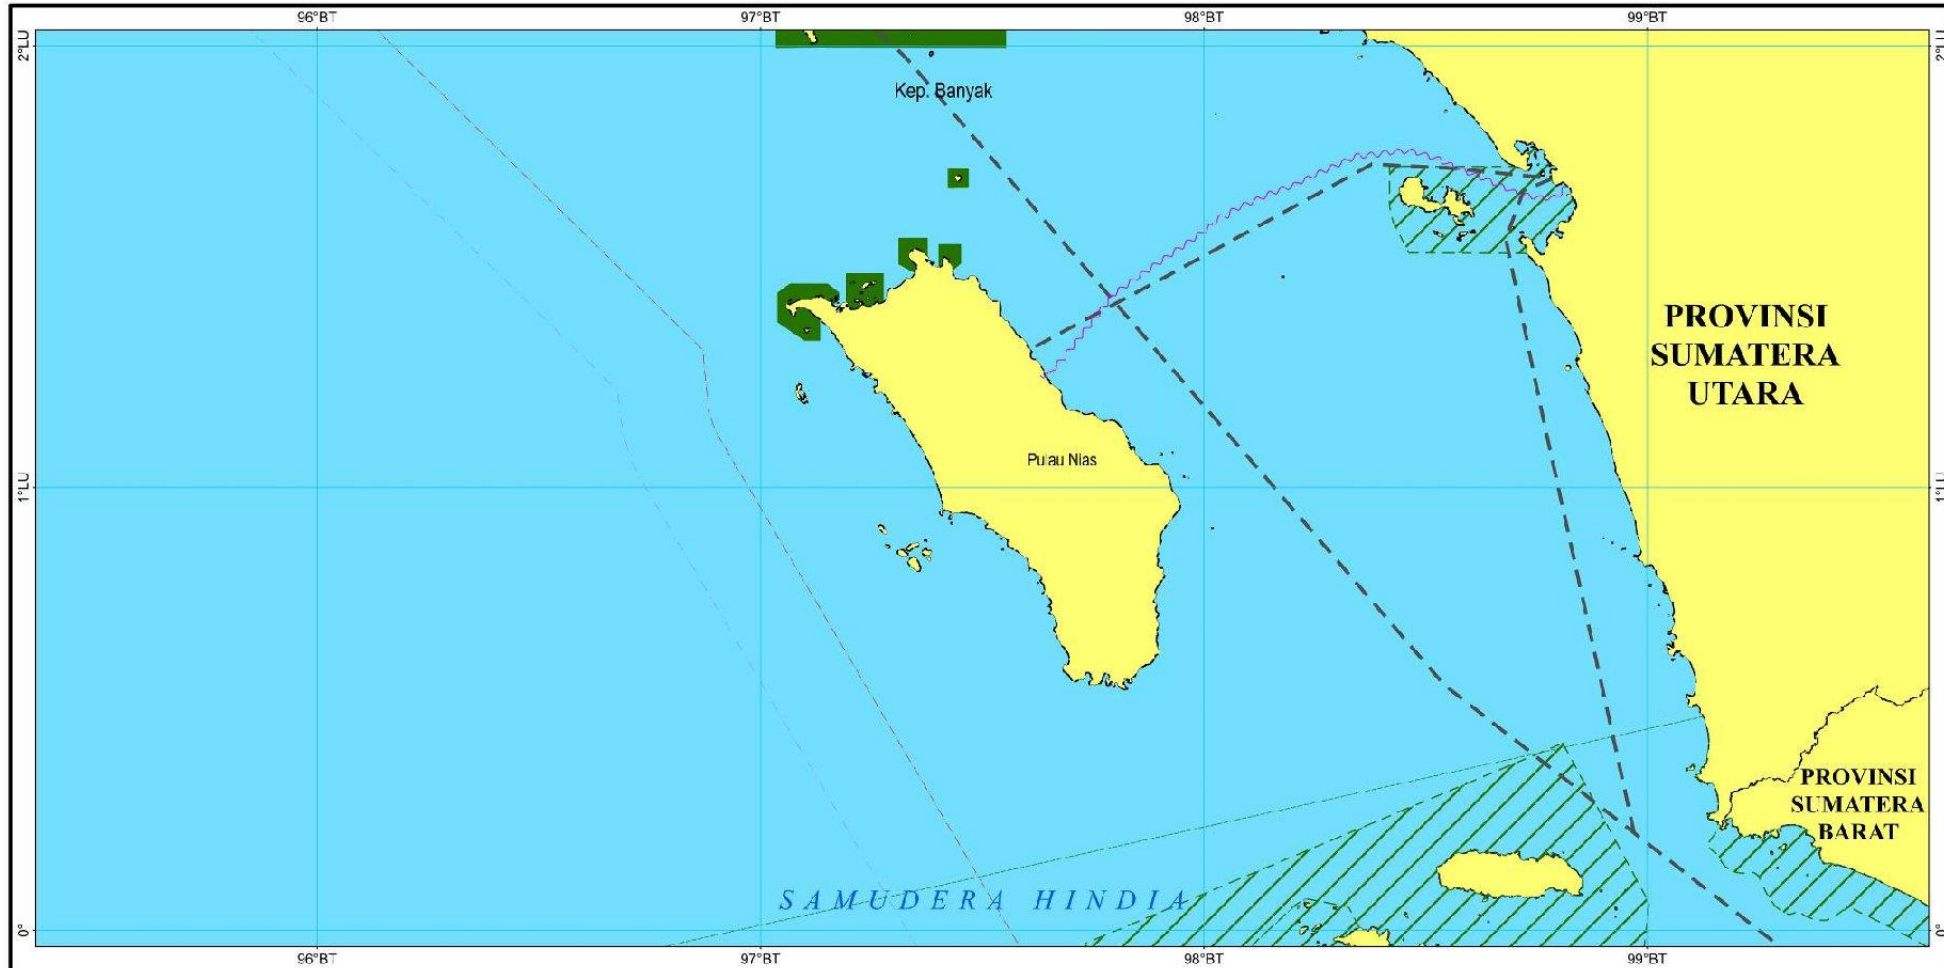 96°BT
97°BT
98°BT
99°BT
2°LU
2°LU
Kep. Banyak
PROVINSI
SUMATERA
UTARA
Pulau Nias
1°LU
1°LU
PROVINSI
SUMATERA
BARAT
SAMUDERA HINDIA
0°
0°
96°BT
97°BT
98°BT
99°BT